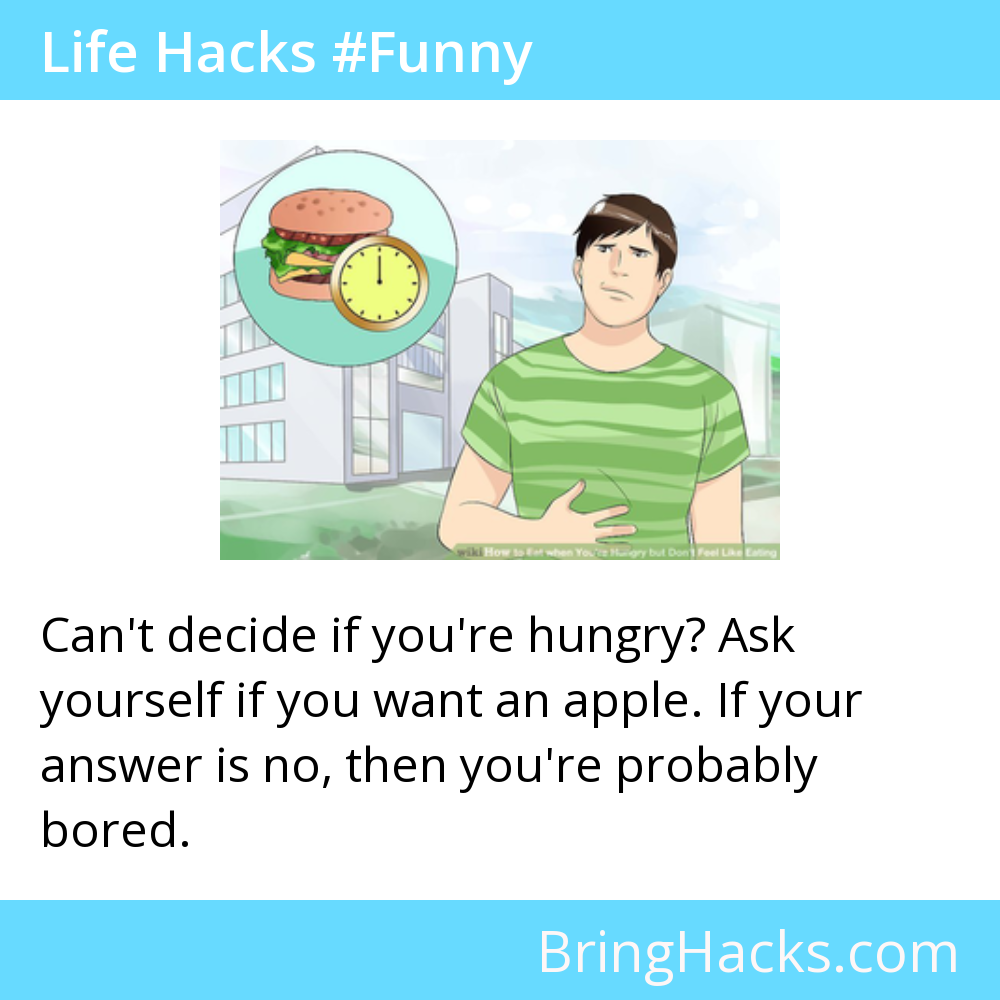 Life Hacks #Funny
wikiHow to Eat when You're Hungry but Don't Feel Like Eating
Can't decide if you're hungry? Ask
yourself if you want an apple. If your
answer is no, then you're probably
bored.
BringHacks.com